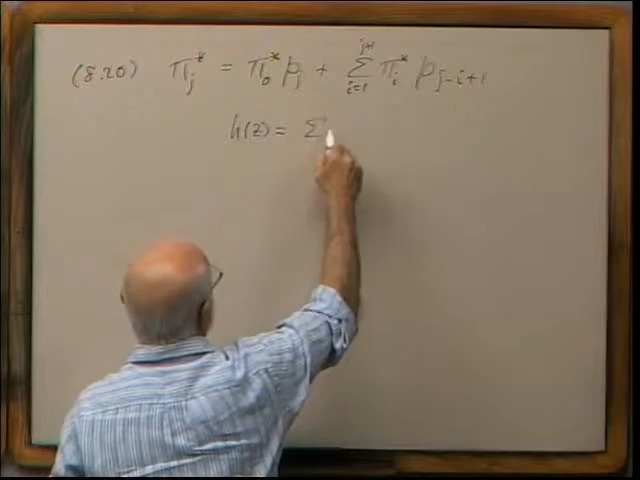 (8.20) π_j^* = π_0^* p_j + Σ_{i=1}^{j+1} π_i^* p_{j-i+1}
h(z) = Σ